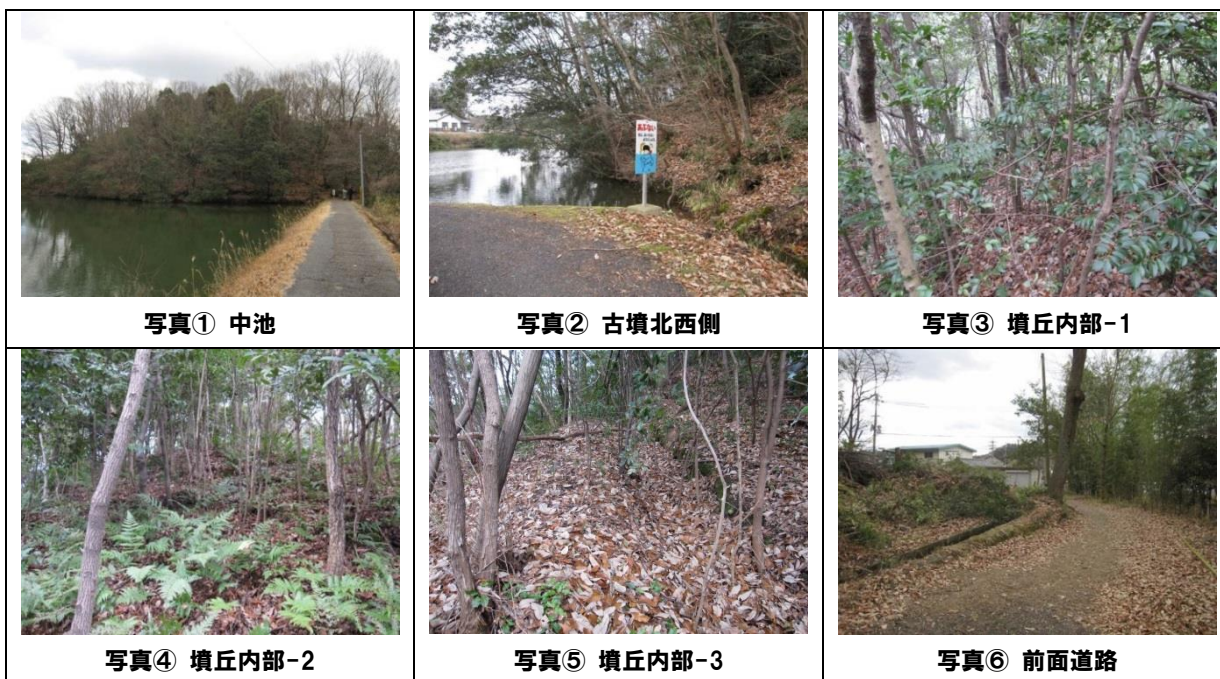 写真① 中池
写真② 古墳北西側
写真③ 墳丘内部-1
写真④ 墳丘内部-2
写真⑤ 墳丘内部-3
写真⑥ 前面道路